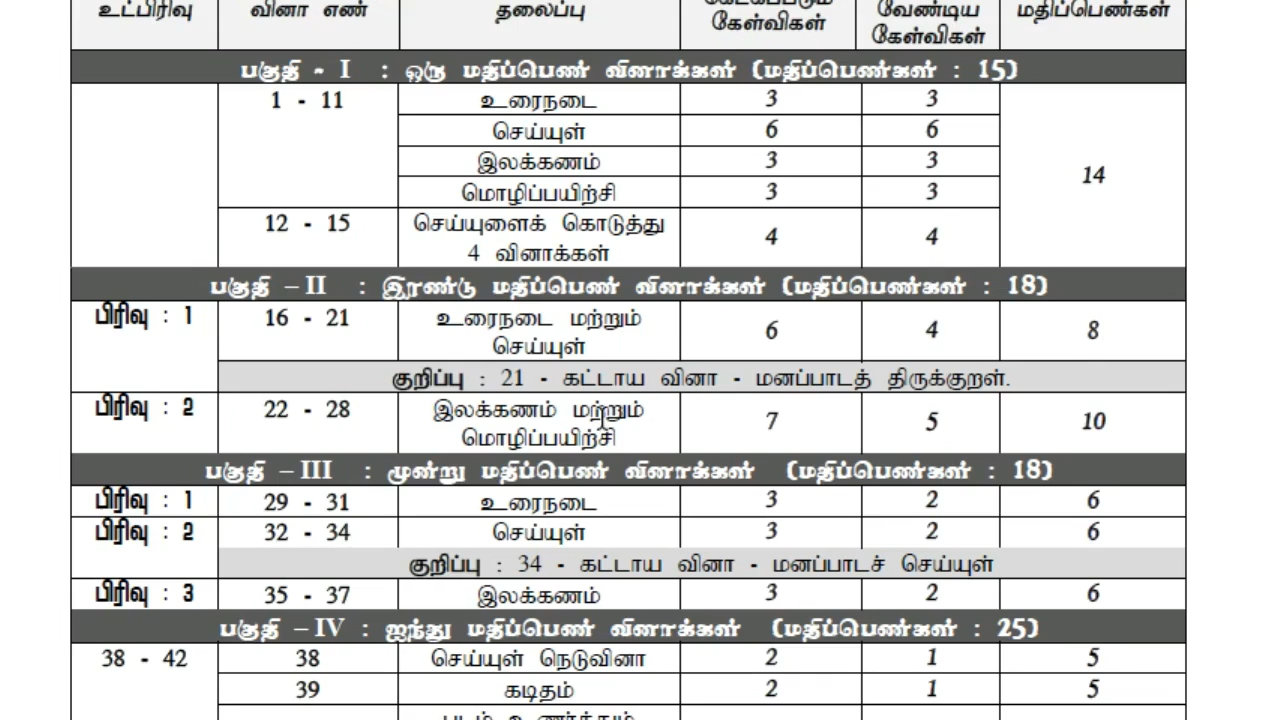 உட்பிரிவு வினா எண் தலைப்பு கேள்விகள் வேண்டிய கேள்விகள் மதிப்பெண்கள்
பகுதி - I : ஒரு மதிப்பெண் வினாக்கள் (மதிப்பெண்கள் : 15)
1 - 11 உரைநடை 3 3
செய்யுள் 6 6
இலக்கணம் 3 3
14
மொழிப்பயிற்சி 3 3
12 - 15 செய்யுளைக் கொடுத்து
4 வினாக்கள் 4 4
பகுதி – II : இரண்டு மதிப்பெண் வினாக்கள் (மதிப்பெண்கள் : 18)
பிரிவு : 1 16 - 21 உரைநடை மற்றும்
செய்யுள் 6 4 8
குறிப்பு : 21 - கட்டாய வினா - மனப்பாடத் திருக்குறள்.
பிரிவு : 2 22 - 28 இலக்கணம் மற்றும்
மொழிப்பயிற்சி 7 5 10
பகுதி – III : மூன்று மதிப்பெண் வினாக்கள் (மதிப்பெண்கள் : 18)
பிரிவு : 1 29 - 31 உரைநடை 3 2 6
பிரிவு : 2 32 - 34 செய்யுள் 3 2 6
குறிப்பு : 34 - கட்டாய வினா - மனப்பாடச் செய்யுள்
பிரிவு : 3 35 - 37 இலக்கணம் 3 2 6
பகுதி – IV : ஐந்து மதிப்பெண் வினாக்கள் (மதிப்பெண்கள் : 25)
38 - 42 38 செய்யுள் நெடுவினா 2 1 5
39 கடிதம் 2 1 5